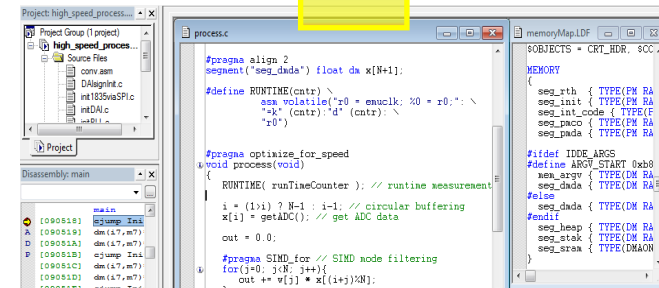 Project: high_speed_process....
Project Group (1 project)
high_speed_proces...
Source Files
conv.asm
DAIsignInit.c
init1835viaSPI.c
initDAI.c
initPLL.c
Project
Disassembly: main
main
[090518] cjump Ini
[090519] dm(i7,m7)
[09051A] dm(i7,m7)
[09051B] cjump Ini
[09051C] dm(i7,m7)
[09051D] dm(i7,m7)
[09051E] cjump Ini
process.c
#pragma align 2
segment("seg_dmda") float dm x[N+1];
#define RUNTIME(cntr) \
asm volatile("r0 = emuclk; %0 = r0;": \
"=k" (cntr):"d" (cntr): \
"r0")
#pragma optimize_for_speed
void process(void)
{
RUNTIME( runTimeCounter ); // runtime measurement
i = (1>i) ? N-1 : i-1; // circular buffering
x[i] = getADC(); // get ADC data
out = 0.0;
#pragma SIMD_for // SIMD mode filtering
for(j=0; j<N; j++){
out += w[j] * x[(i+j)%N];
memoryMap.LDF
$OBJECTS = CRT_HDR, $CC
MEMORY
{
seg_rth { TYPE(PM RA
seg_init { TYPE(PM RA
seg_int_code { TYPE(P
seg_pmco { TYPE(PM RA
seg_pmda { TYPE(PM RA
#ifdef IDDE_ARGS
#define ARGV_START 0xb8
mem_argv { TYPE(DM RA
seg_dmda { TYPE(DM RA
#else
seg_dmda { TYPE(DM RA
#endif
seg_heap { TYPE(DM RA
seg_stak { TYPE(DM RA
seg_sram { TYPE(DMAON
}